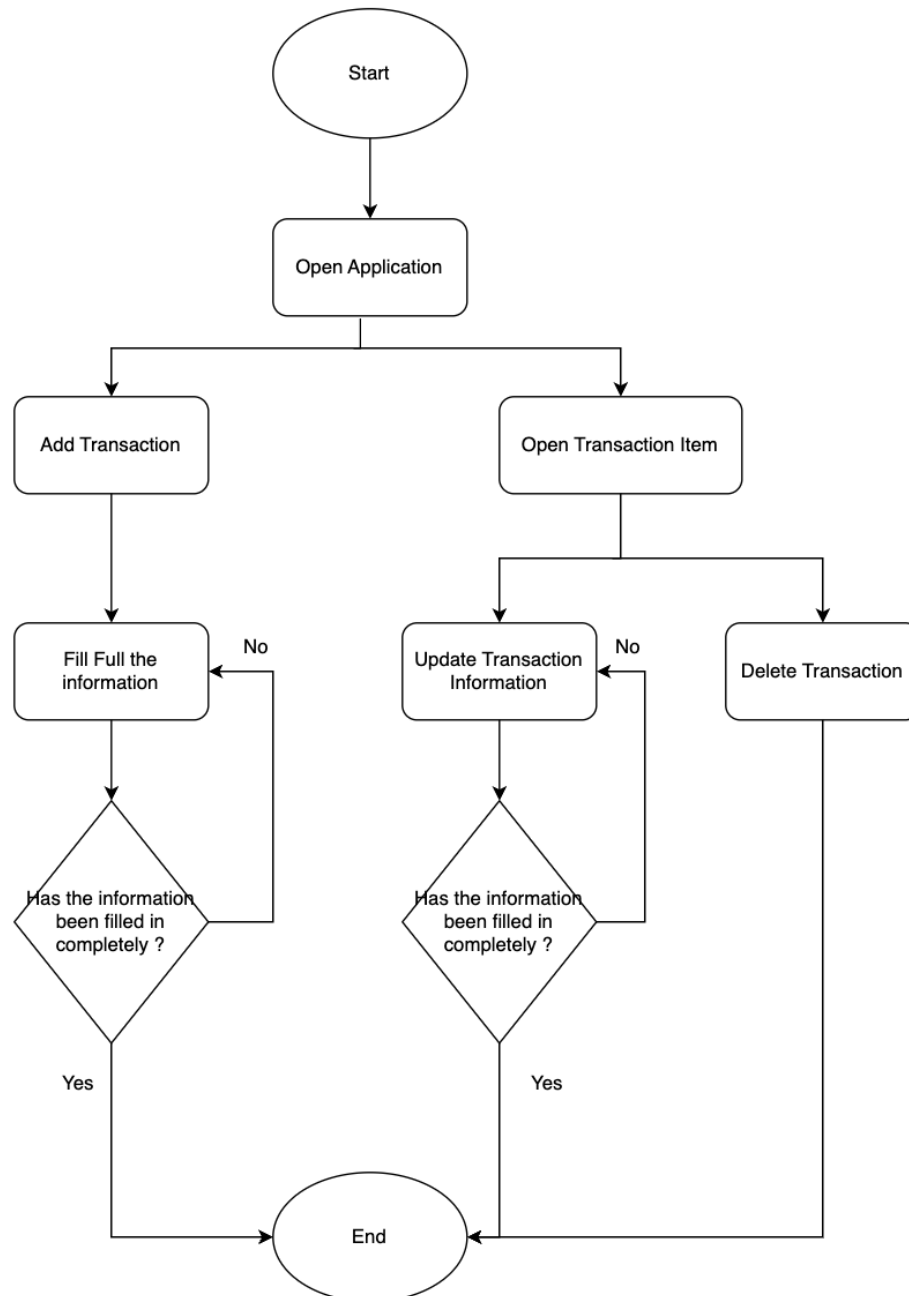 Start
Open Application
Add Transaction
Open Transaction Item
Fill Full the
information
No
Update Transaction
Information
No
Delete Transaction
Has the information
been filled in
completely ?
Has the information
been filled in
completely ?
Yes
Yes
End